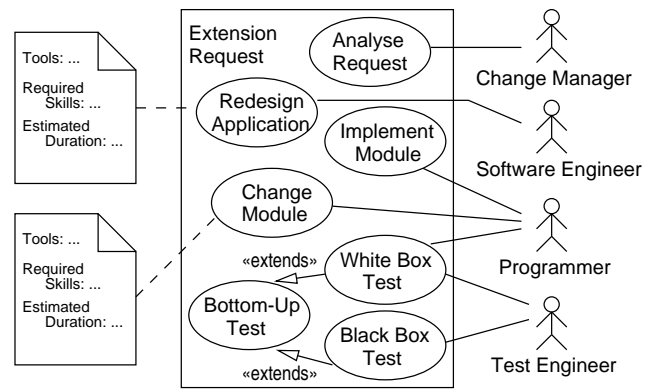 Tools: ...
Required
Skills: ...
Estimated
Duration: ...
Tools: ...
Required
Skills: ...
Estimated
Duration: ...
Extension
Request
Analyse
Request
Redesign
Application
Implement
Module
Change
Module
«extends»
White Box
Test
Bottom-Up
Test
Black Box
Test
«extends»
Change Manager
Software Engineer
Programmer
Test Engineer